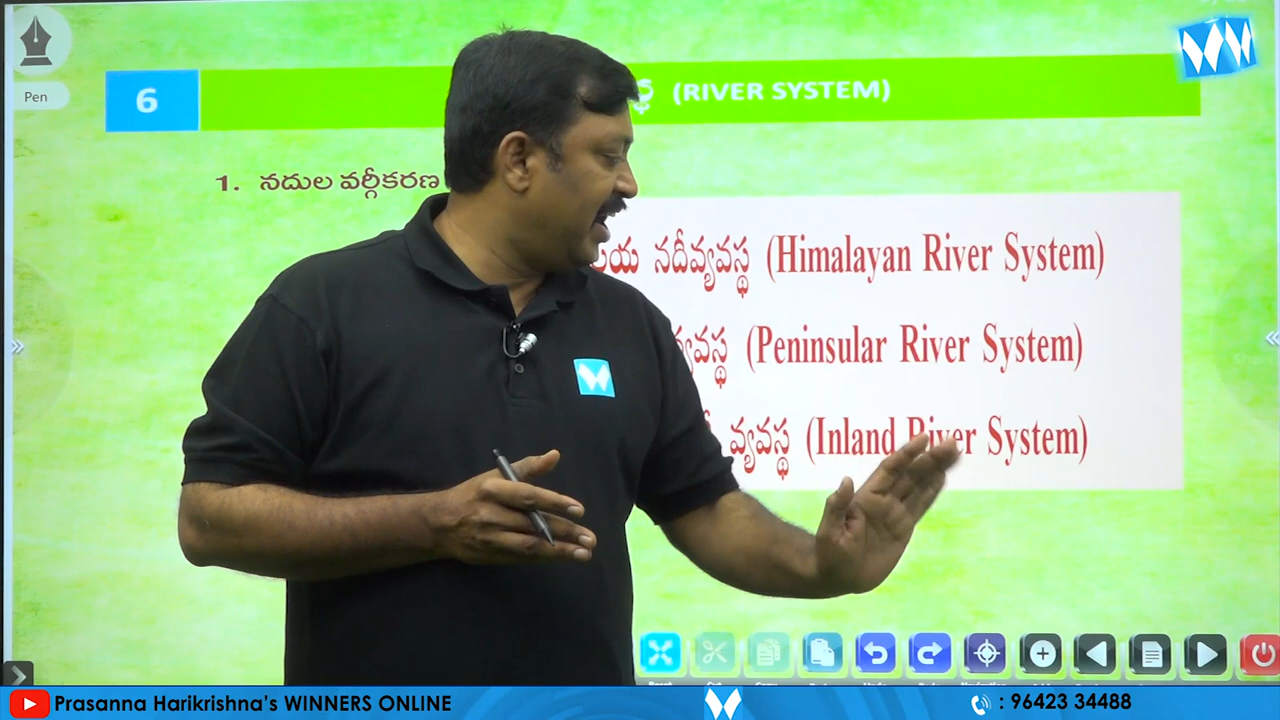 Pen
6
(RIVER SYSTEM)
1. నదుల వర్గీకరణ
నదీవ్యవస్థ (Himalayan River System)
(Peninsular River System)
వ్యవస్థ (Inland River System)
Prasanna Harikrishna's WINNERS ONLINE
: 96423 34488